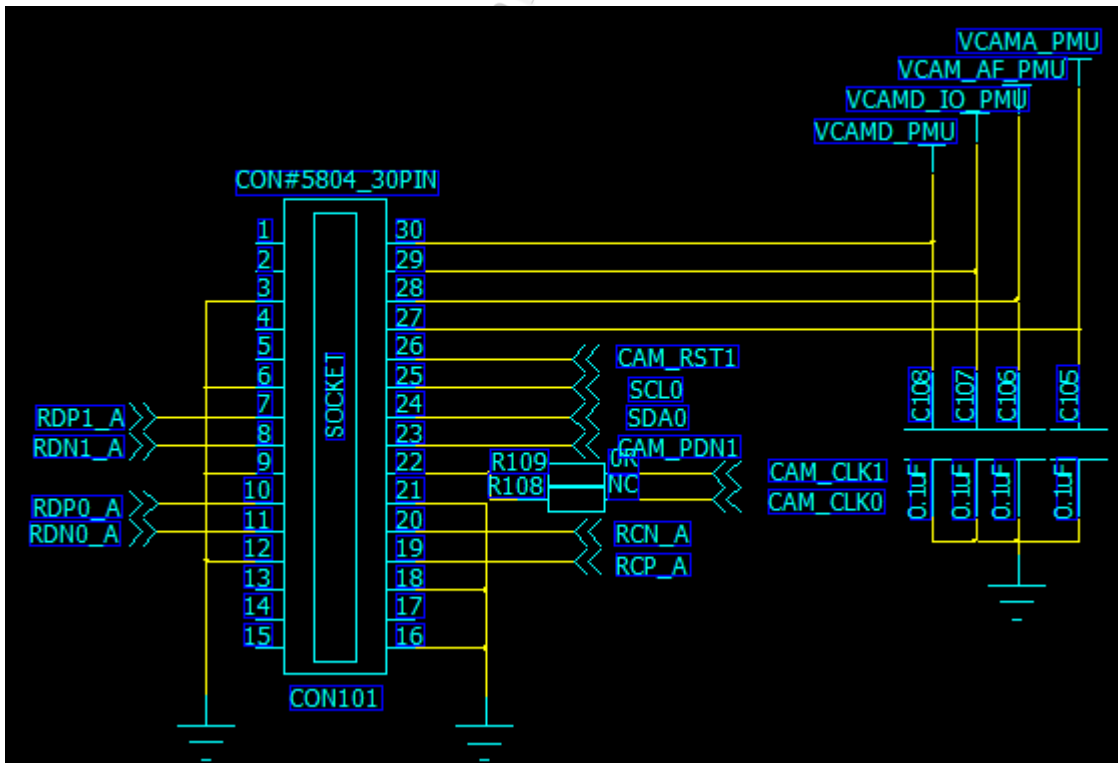 VCAMA_PMU
VCAM_AF_PMU
VCAMD_IO_PMU
VCAMD_PMU
CON#5804_30PIN
1 30
2 29
3 28
4 27
5 26 CAM_RST1
6 25 SCL0
RDP1_A 7 24 SDA0
RDN1_A 8 23 CAM_PDN1
9 22 R109 0R CAM_CLK1
RDP0_A 10 21 R108 NC CAM_CLK0
RDN0_A 11 20 RCN_A
12 19 RCP_A
13 18
14 17
15 16
SOCKET
CON101
C108 C107 C106 C105
0.1uF 0.1uF 0.1uF 0.1uF